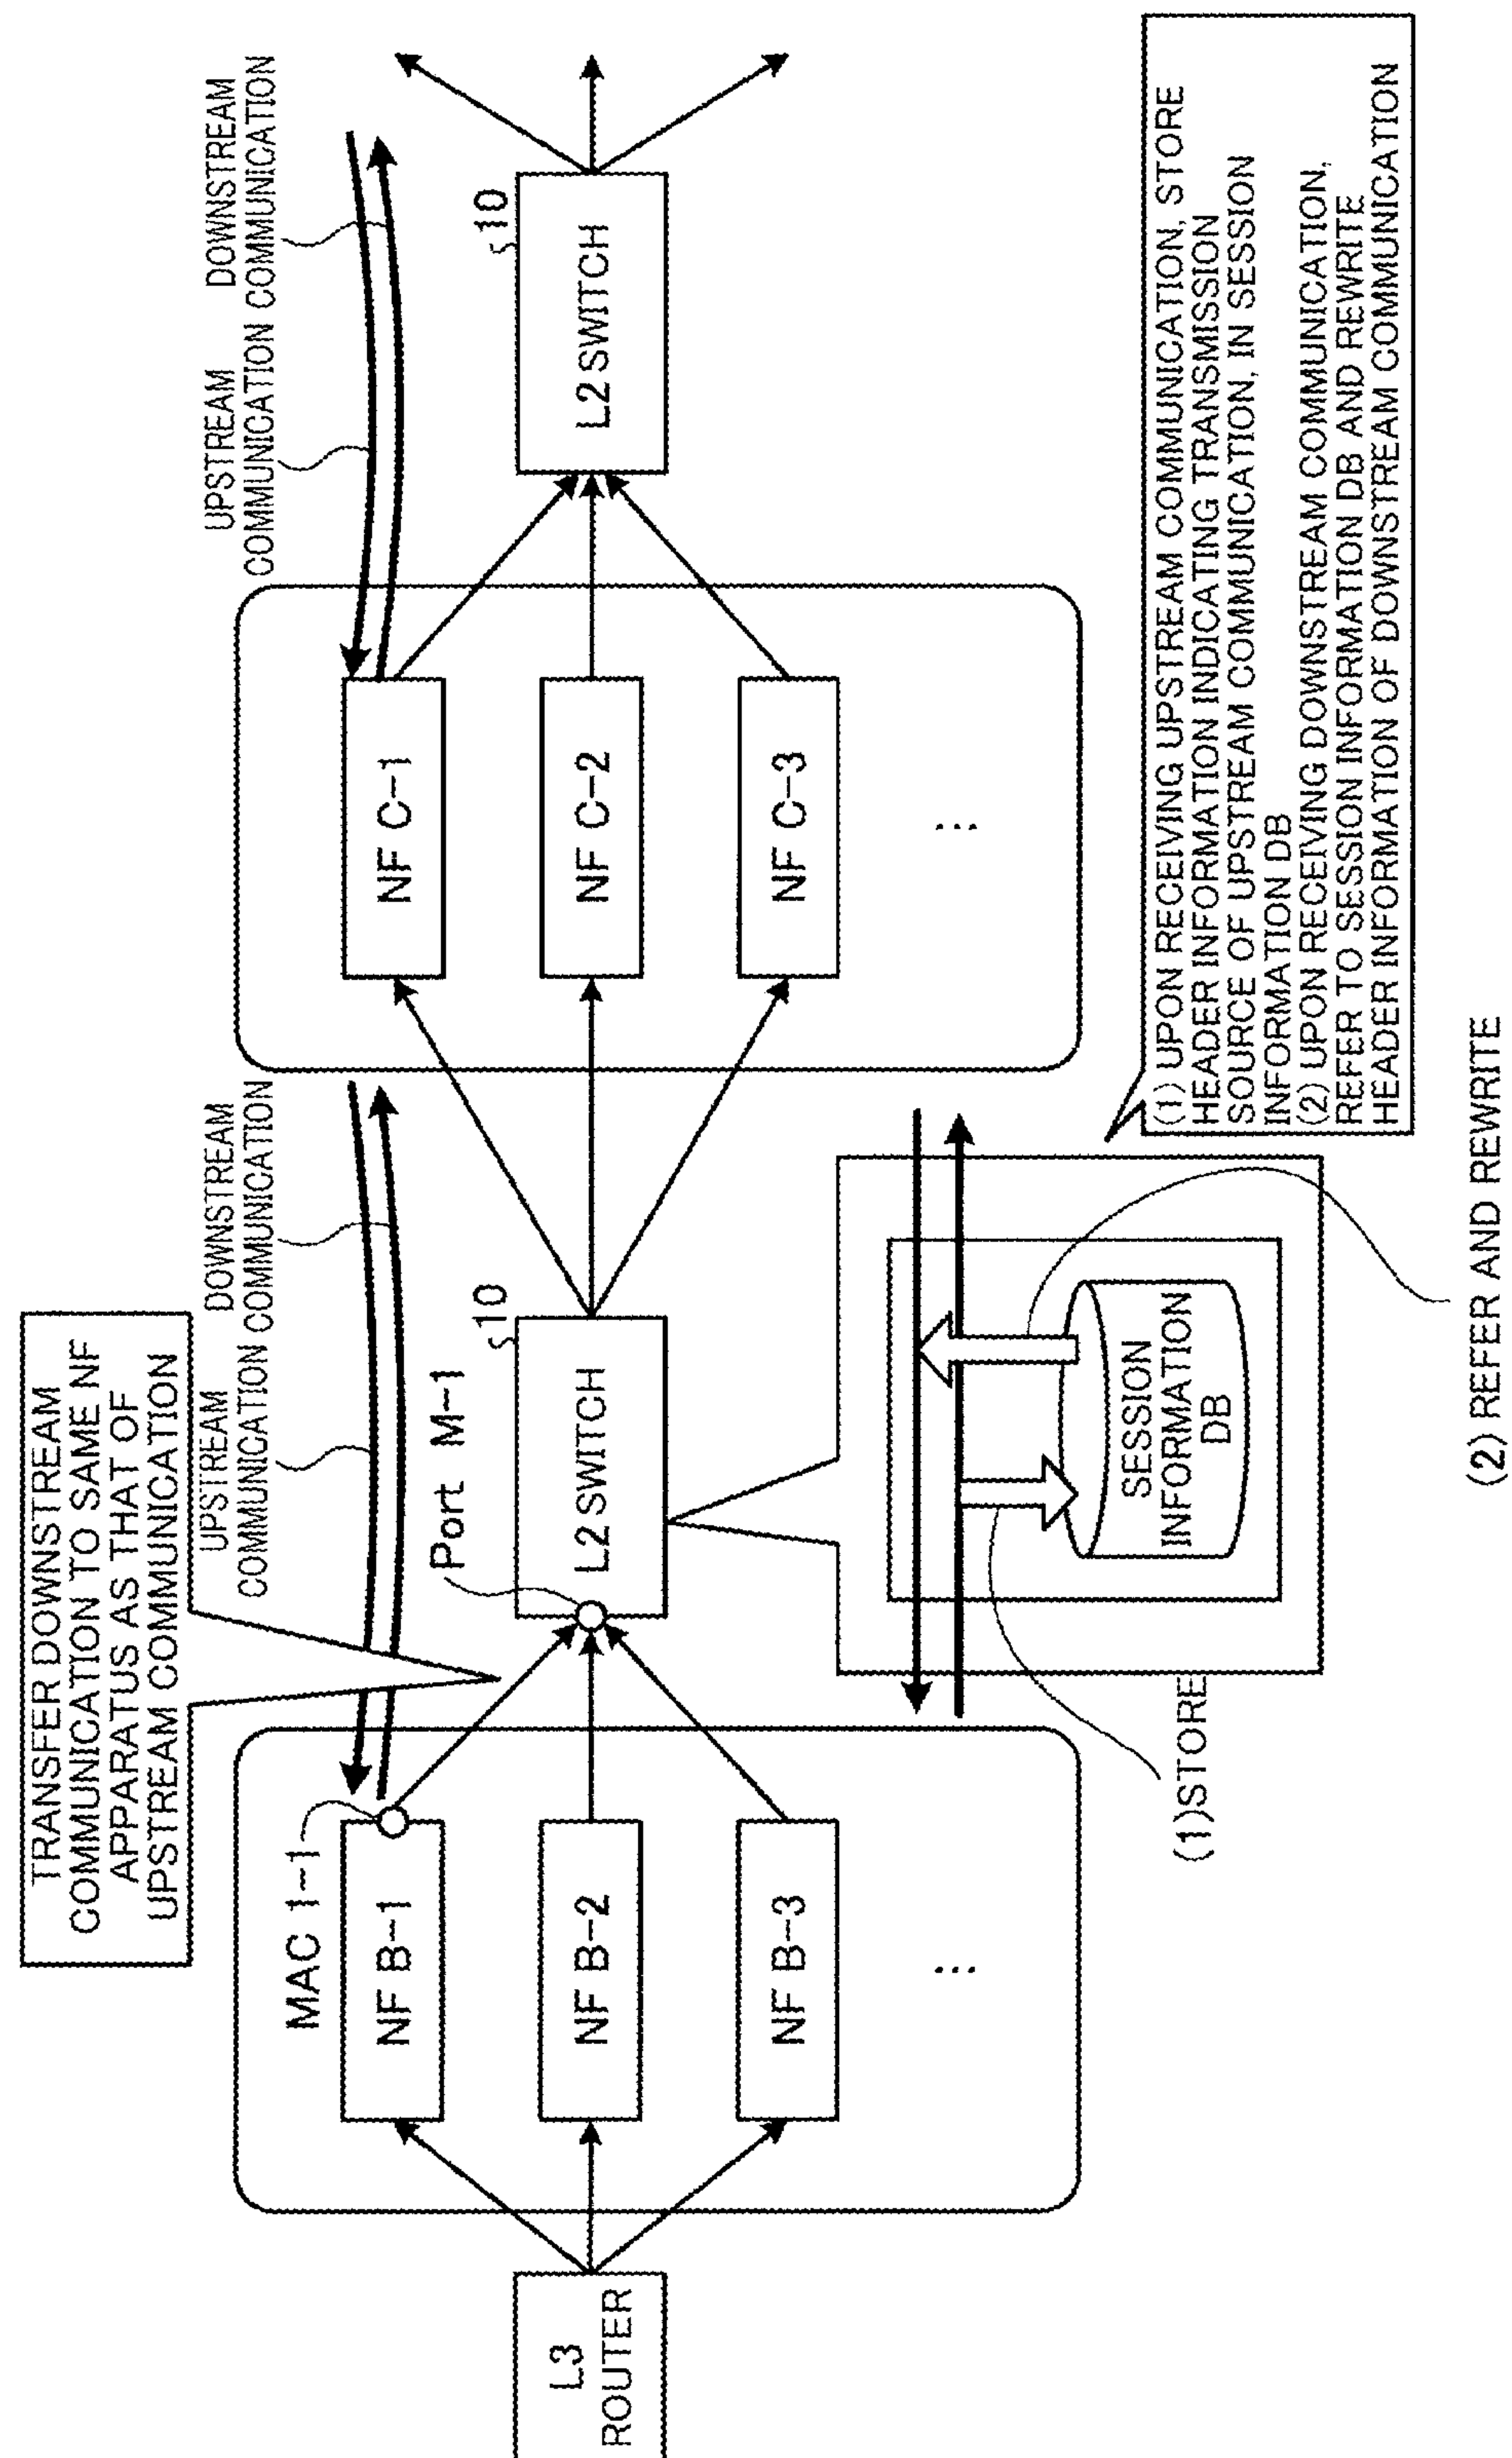 TRANSFER DOWNSTREAM
COMMUNICATION TO SAME NF
APPARATUS AS THAT OF
UPSTREAM COMMUNICATION
UPSTREAM
COMMUNICATION
DOWNSTREAM
COMMUNICATION
UPSTREAM
COMMUNICATION
DOWNSTREAM
COMMUNICATION
MAC 1-1
Port M-1
10
10
L3
ROUTER
NF B-1
NF B-2
NF B-3
...
L2 SWITCH
NF C-1
NF C-2
NF C-3
...
L2 SWITCH
SESSION
INFORMATION
DB
(1)STORE
(2) REFER AND REWRITE
(1) UPON RECEIVING UPSTREAM COMMUNICATION, STORE
HEADER INFORMATION INDICATING TRANSMISSION
SOURCE OF UPSTREAM COMMUNICATION, IN SESSION
INFORMATION DB
(2) UPON RECEIVING DOWNSTREAM COMMUNICATION,
REFER TO SESSION INFORMATION DB AND REWRITE
HEADER INFORMATION OF DOWNSTREAM COMMUNICATION